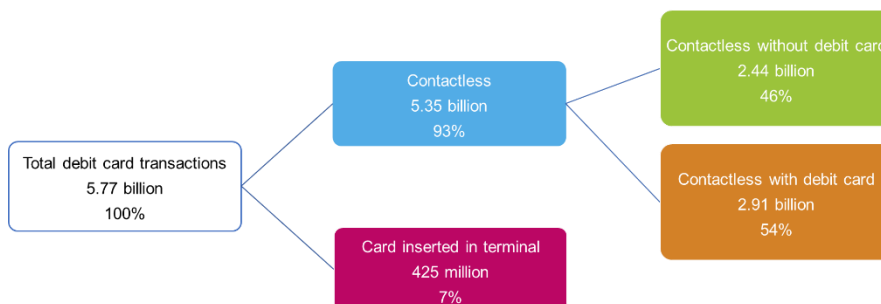 Total debit card transactions
5.77 billion
100%
Contactless
5.35 billion
93%
Card inserted in terminal
425 million
7%
Contactless without debit card
2.44 billion
46%
Contactless with debit card
2.91 billion
54%